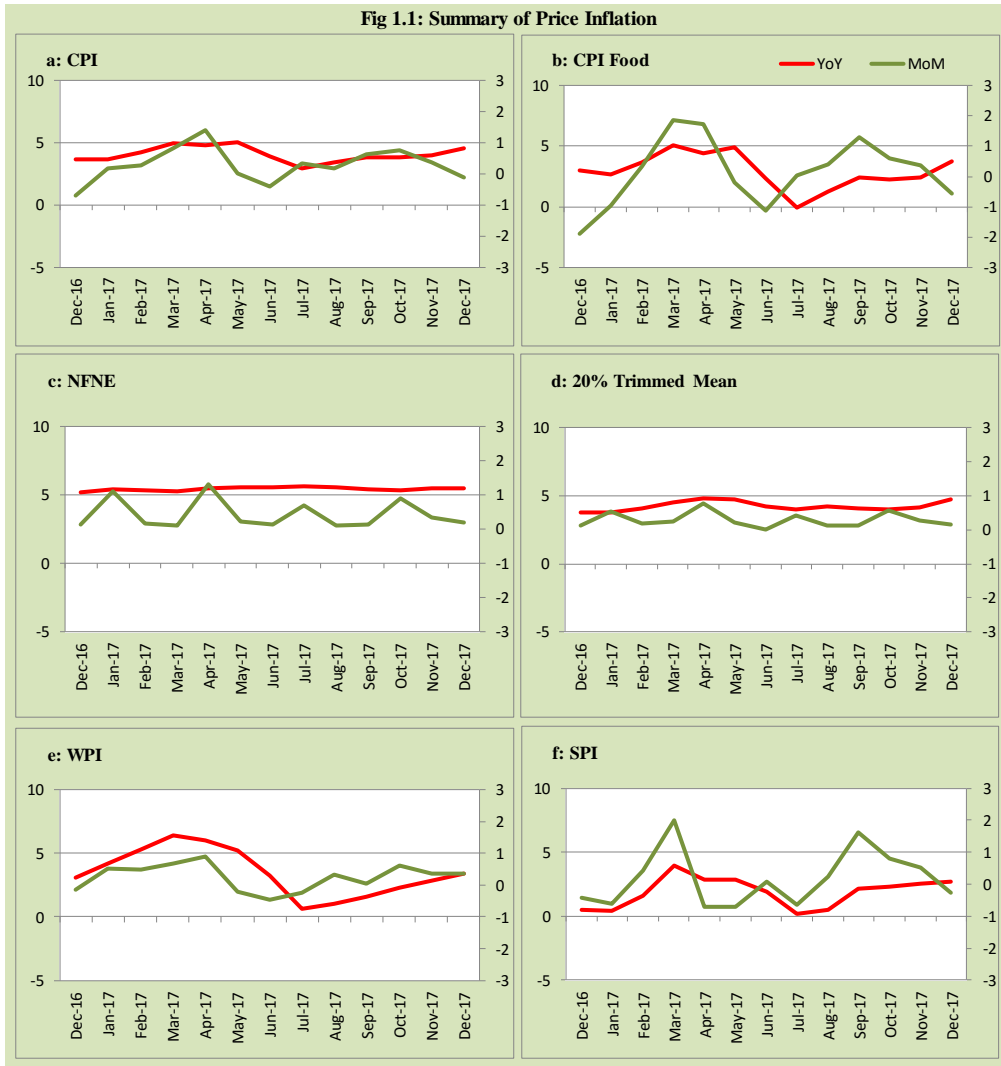 Fig 1.1: Summary of Price Inflation
a: CPI
10
5
0
-5
3
2
1
0
-1
-2
-3
Dec-16
Jan-17
Feb-17
Mar-17
Apr-17
May-17
Jun-17
Jul-17
Aug-17
Sep-17
Oct-17
Nov-17
Dec-17
b: CPI Food
YoY MoM
10
5
0
-5
3
2
1
0
-1
-2
-3
Dec-16
Jan-17
Feb-17
Mar-17
Apr-17
May-17
Jun-17
Jul-17
Aug-17
Sep-17
Oct-17
Nov-17
Dec-17
c: NFNE
10
5
0
-5
3
2
1
0
-1
-2
-3
Dec-16
Jan-17
Feb-17
Mar-17
Apr-17
May-17
Jun-17
Jul-17
Aug-17
Sep-17
Oct-17
Nov-17
Dec-17
d: 20% Trimmed Mean
10
5
0
-5
3
2
1
0
-1
-2
-3
Dec-16
Jan-17
Feb-17
Mar-17
Apr-17
May-17
Jun-17
Jul-17
Aug-17
Sep-17
Oct-17
Nov-17
Dec-17
e: WPI
10
5
0
-5
3
2
1
0
-1
-2
-3
Dec-16
Jan-17
Feb-17
Mar-17
Apr-17
May-17
Jun-17
Jul-17
Aug-17
Sep-17
Oct-17
Nov-17
Dec-17
f: SPI
10
5
0
-5
3
2
1
0
-1
-2
-3
Dec-16
Jan-17
Feb-17
Mar-17
Apr-17
May-17
Jun-17
Jul-17
Aug-17
Sep-17
Oct-17
Nov-17
Dec-17